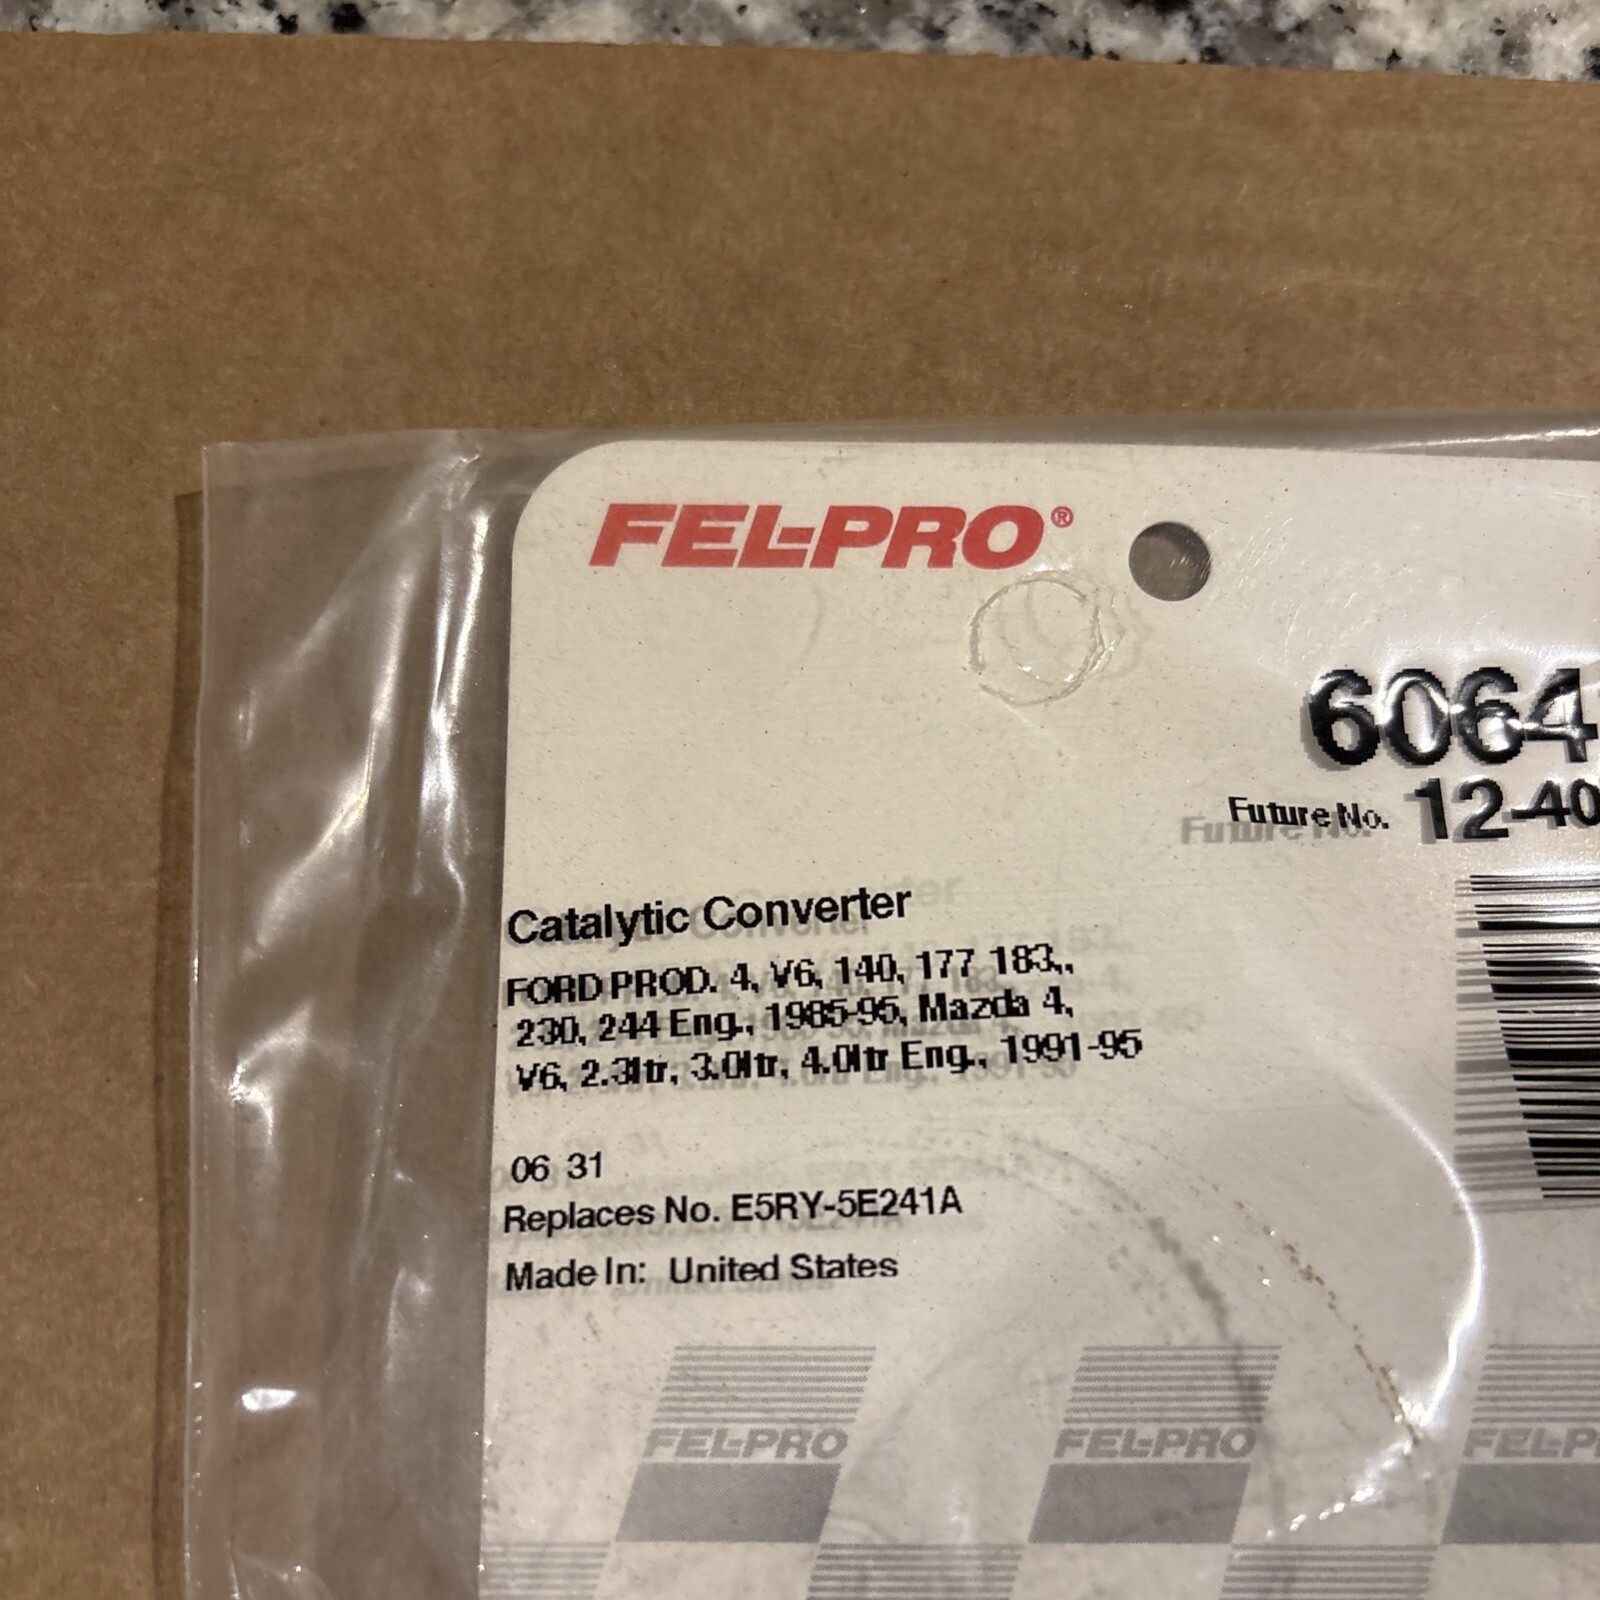 FEL-PRO®
6064
Future No. 12-40
Catalytic Converter
FORD PROD. 4, V6, 140, 177 183,,
230, 244 Eng., 1985-95, Mazda 4,
V6, 2.3ltr, 3.0ltr, 4.0ltr Eng., 1991-95
06 31
Replaces No. E5RY-5E241A
Made In: United States
FEL-PRO FEL-PRO FEL-P